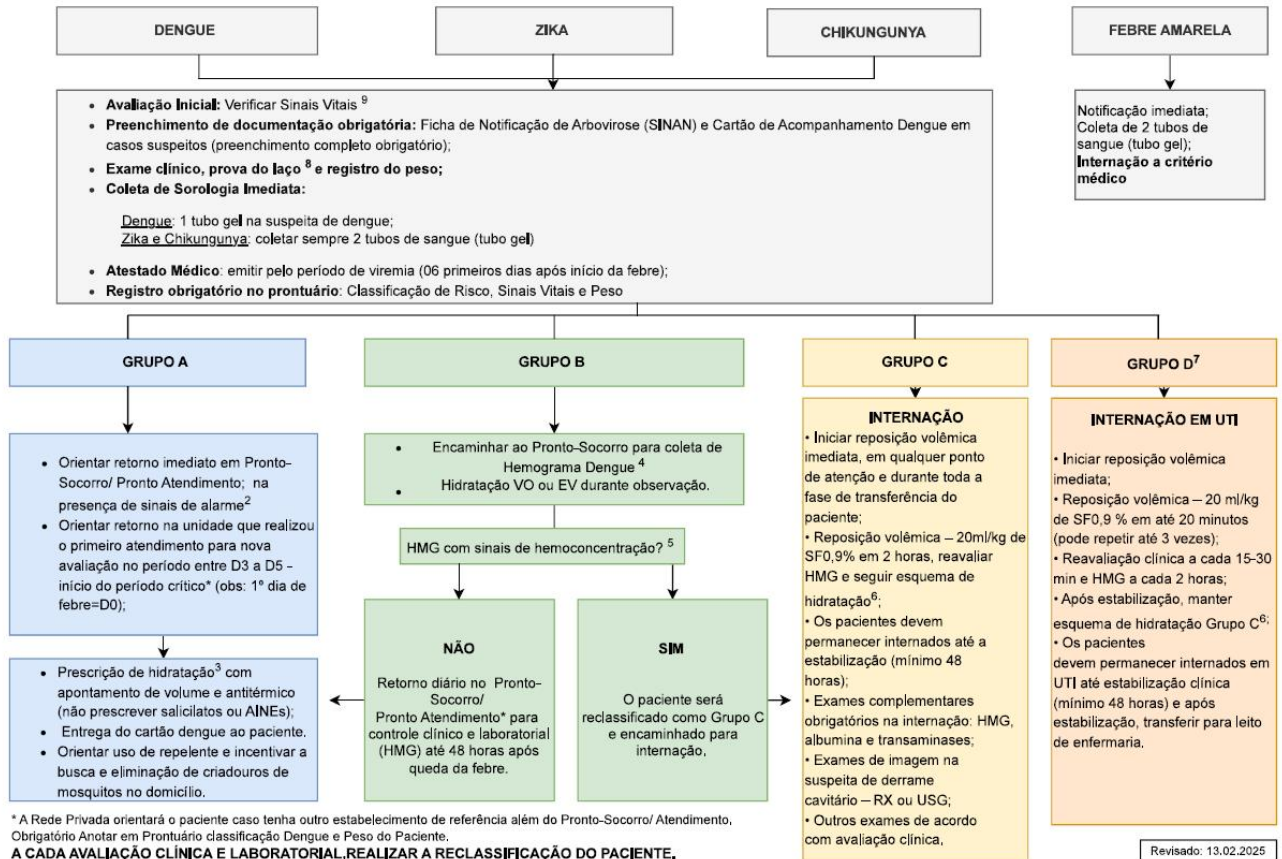 DENGUE
ZIKA
CHIKUNGUNYA
FEBRE AMARELA
• Avaliação Inicial: Verificar Sinais Vitais 9
• Preenchimento de documentação obrigatória: Ficha de Notificação de Arbovirose (SINAN) e Cartão de Acompanhamento Dengue em
casos suspeitos (preenchimento completo obrigatório);
• Exame clínico, prova do laço 8 e registro do peso;
• Coleta de Sorologia Imediata:
Dengue: 1 tubo gel na suspeita de dengue;
Zika e Chikungunya: coletar sempre 2 tubos de sangue (tubo gel)
• Atestado Médico: emitir pelo período de viremia (06 primeiros dias após início da febre);
• Registro obrigatório no prontuário: Classificação de Risco, Sinais Vitais e Peso
Notificação imediata;
Coleta de 2 tubos de
sangue (tubo gel);
Internação a critério
médico
GRUPO A
• Orientar retorno imediato em Pronto-
Socorro/ Pronto Atendimento; na
presença de sinais de alarme2
• Orientar retorno na unidade que realizou
o primeiro atendimento para nova
avaliação no período entre D3 a D5 -
início do período crítico* (obs: 1º dia de
febre=D0);
• Prescrição de hidratação3 com
apontamento de volume e antitérmico
(não prescrever salicilatos ou AINEs);
• Entrega do cartão dengue ao paciente.
• Orientar uso de repelente e incentivar a
busca e eliminação de criadouros de
mosquitos no domicílio.
GRUPO B
• Encaminhar ao Pronto-Socorro para coleta de
Hemograma Dengue 4
• Hidratação VO ou EV durante observação.
HMG com sinais de hemoconcentração? 5
NÃO
Retorno diário no Pronto-
Socorro/
Pronto Atendimento* para
controle clínico e laboratorial
(HMG) até 48 horas após
queda da febre.
SIM
O paciente será
reclassificado como Grupo C
e encaminhado para
internação.
GRUPO C
INTERNAÇÃO
• Iniciar reposição volêmica
imediata, em qualquer ponto
de atenção e durante toda a
fase de transferência do
paciente;
• Reposição volêmica – 20ml/kg de
SF0,9% em 2 horas, reavaliar
HMG e seguir esquema de
hidratação6;
• Os pacientes devem
permanecer internados até a
estabilização (mínimo 48
horas);
• Exames complementares
obrigatórios na internação: HMG,
albumina e transaminases;
• Exames de imagem na
suspeita de derrame
cavitário – RX ou USG;
• Outros exames de acordo
com avaliação clínica.
GRUPO D7
INTERNAÇÃO EM UTI
• Iniciar reposição volêmica
imediata;
• Reposição volêmica – 20 ml/kg
de SF0,9 % em até 20 minutos
(pode repetir até 3 vezes);
• Reavaliação clínica a cada 15-30
min e HMG a cada 2 horas;
• Após estabilização, manter
esquema de hidratação Grupo C6;
• Os pacientes
devem permanecer internados em
UTI até estabilização clínica
(mínimo 48 horas) e após
estabilização, transferir para leito
de enfermaria.
* A Rede Privada orientará o paciente caso tenha outro estabelecimento de referência além do Pronto-Socorro/ Atendimento,
Obrigatório Anotar em Prontuário classificação Dengue e Peso do Paciente.
A CADA AVALIAÇÃO CLÍNICA E LABORATORIAL,REALIZAR A RECLASSIFICAÇÃO DO PACIENTE.
Revisado: 13.02.2025